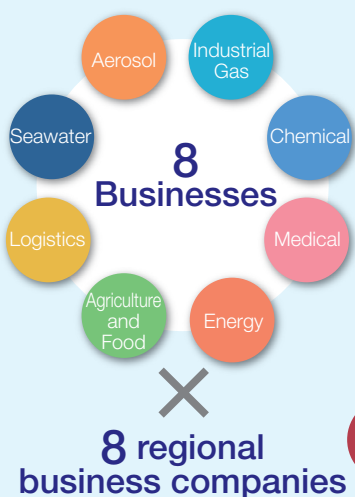 Aerosol
Industrial
Gas
Seawater
Chemical
8
Businesses
Logistics
Medical
Agriculture
and
Food
Energy
×
8 regional
business companies